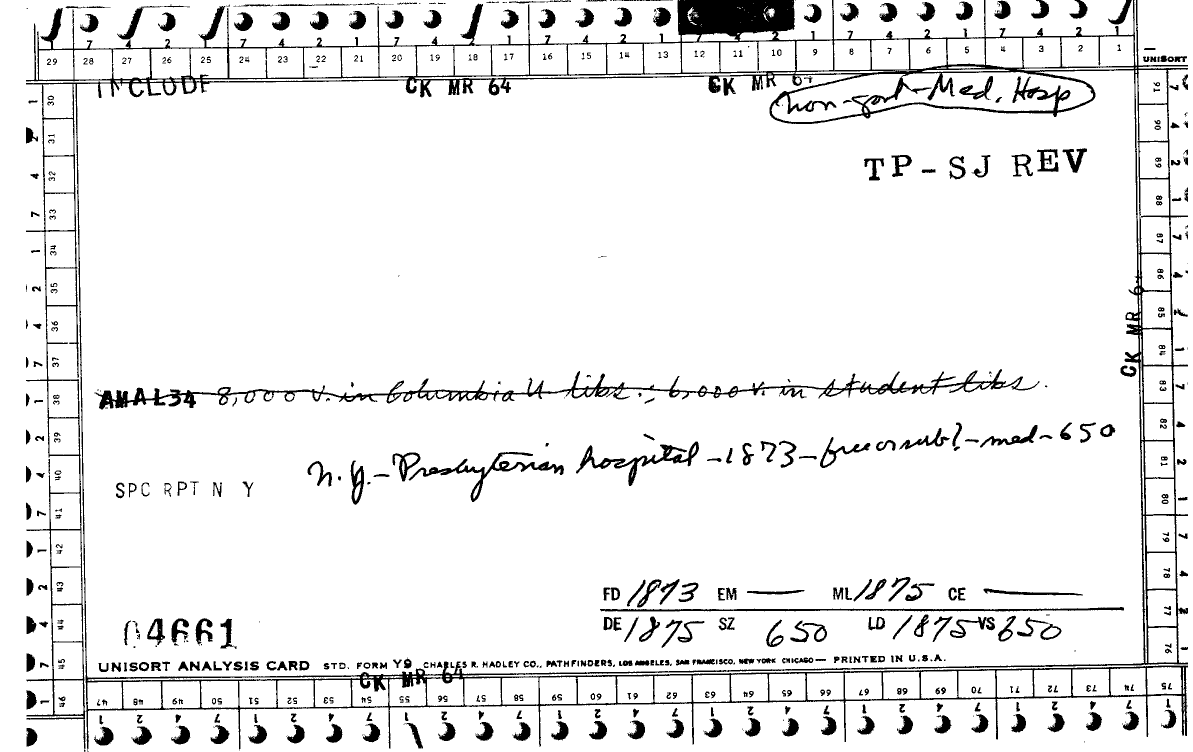 7 4 2 1 7 4 2 1 7 4 2 1 7 4 2 1 7 4 2 1 7 4 2 1
29 28 27 26 25 24 23 22 21 20 19 18 17 16 15 14 13 12 11 10 9 8 7 6 5 4 3 2 1
UNISORT
INCLUDE CK MR 64 CK MR 64
non-govt-Med. Hosp
TP-SJ REV
CK MR 64
AMAL34 8,000 v. in Columbia U libs.; 6,000 v. in student libs.
N.Y.-Presbyterian hospital-1873-free or sub?-med-650
SPC RPT N Y
FD 1873 EM — ML 1875 CE —
DE 1875 SZ 650 LD 1875 VS 650
04661
UNISORT ANALYSIS CARD STD. FORM Y9 CHARLES R. HADLEY CO., PATHFINDERS, LOS ANGELES, SAN FRANCISCO, NEW YORK CHICAGO— PRINTED IN U.S.A.
CK MR 64
30 31 32 33 34 35 36 37 38 39 40 41 42 43 44 45 46
47 48 49 50 51 52 53 54 55 56 57 58 59 60 61 62 63 64 65 66 67 68 69 70 71 72 73 74 75
76 77 78 79 80 81 82 83 84 85 86 87 88 89 90 91